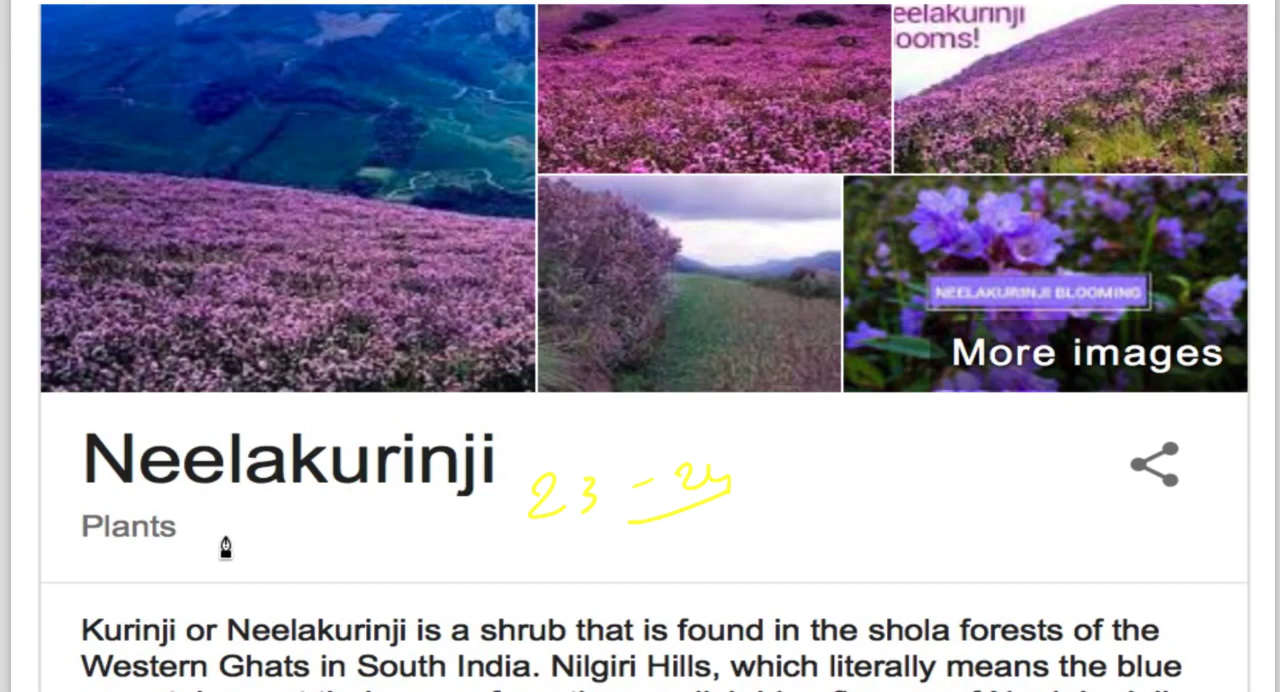 eelakurinji
ooms!
NEELAKURINJI BLOOMING
More images
Neelakurinji
23 - 24
Plants
Kurinji or Neelakurinji is a shrub that is found in the shola forests of the
Western Ghats in South India. Nilgiri Hills, which literally means the blue